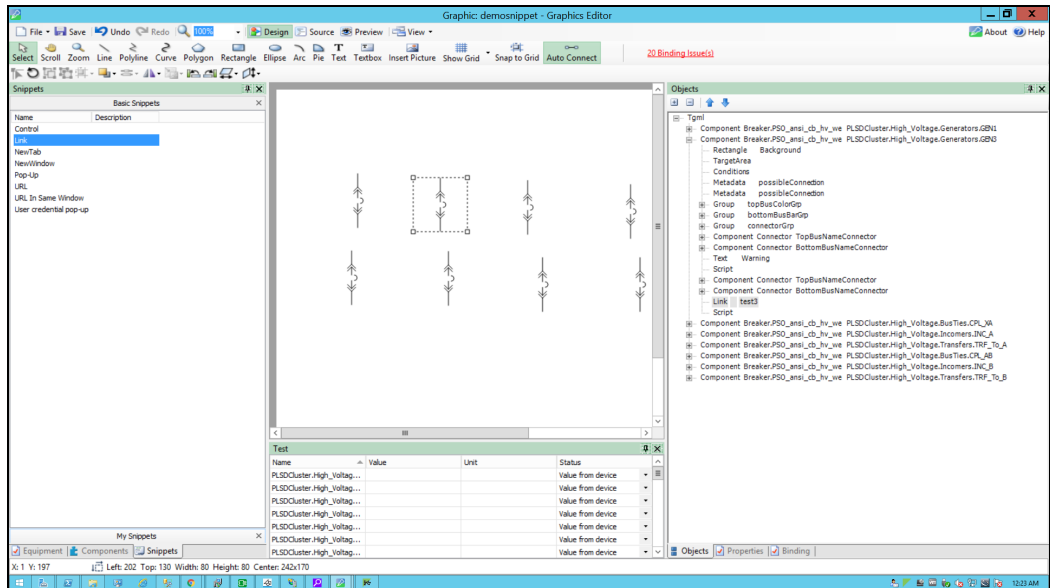 Graphic: demosnippet - Graphics Editor
File Save Undo Redo 100% Design Source Preview View About Help
Select Scroll Zoom Line Polyline Curve Polygon Rectangle Ellipse Arc Pie Text Textbox Insert Picture Show Grid Snap to Grid Auto Connect 20 Binding Issue(s)
Snippets
Basic Snippets
Name Description
Control
Link
NewTab
NewWindow
Pop-Up
URL
URL In Same Window
User credential pop-up
My Snippets
Equipment Components Snippets
Test
Name Value Unit Status
PLSDCluster.High_Voltag... Value from device
PLSDCluster.High_Voltag... Value from device
PLSDCluster.High_Voltag... Value from device
PLSDCluster.High_Voltag... Value from device
PLSDCluster.High_Voltag... Value from device
PLSDCluster.High_Voltag... Value from device
PLSDCluster.High_Voltag... Value from device
Objects
Tgml
Component Breaker.PSO_ansi_cb_hv_we PLSDCluster.High_Voltage.Generators.GEN1
Component Breaker.PSO_ansi_cb_hv_we PLSDCluster.High_Voltage.Generators.GEN3
Rectangle Background
TargetArea
Conditions
Metadata possibleConnection
Metadata possibleConnection
Group topBusColorGrp
Group bottomBusBarGrp
Group connectorGrp
Component Connector TopBusNameConnector
Component Connector BottomBusNameConnector
Text Warning
Script
Component Connector TopBusNameConnector
Component Connector BottomBusNameConnector
Link test3
Script
Component Breaker.PSO_ansi_cb_hv_we PLSDCluster.High_Voltage.BusTies.CPL_XA
Component Breaker.PSO_ansi_cb_hv_we PLSDCluster.High_Voltage.Incomers.INC_A
Component Breaker.PSO_ansi_cb_hv_we PLSDCluster.High_Voltage.Transfers.TRF_To_A
Component Breaker.PSO_ansi_cb_hv_we PLSDCluster.High_Voltage.BusTies.CPL_AB
Component Breaker.PSO_ansi_cb_hv_we PLSDCluster.High_Voltage.Incomers.INC_B
Component Breaker.PSO_ansi_cb_hv_we PLSDCluster.High_Voltage.Transfers.TRF_To_B
Objects Properties Binding
X: 1 Y: 197 Left: 202 Top: 130 Width: 80 Height: 80 Center: 242x170
12:23 AM